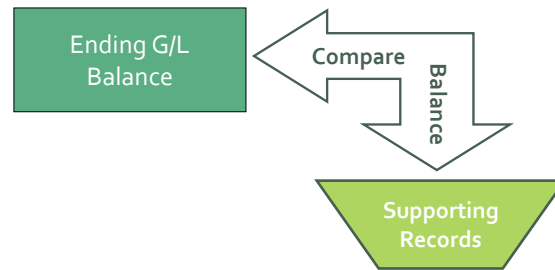 Ending G/L
Balance
Compare
Balance
Supporting
Records